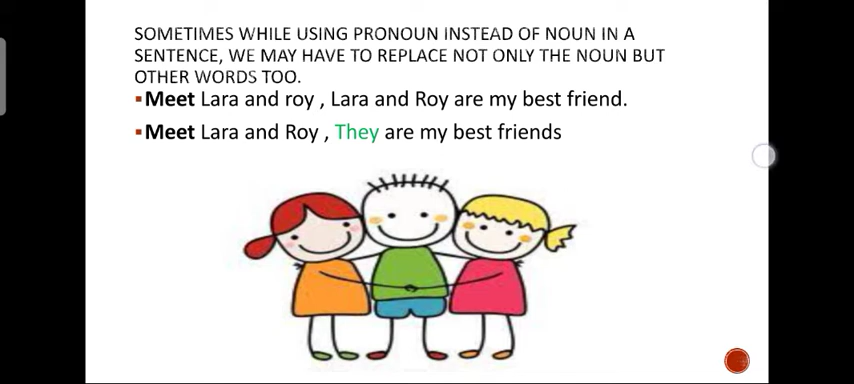 SOMETIMES WHILE USING PRONOUN INSTEAD OF NOUN IN A
SENTENCE, WE MAY HAVE TO REPLACE NOT ONLY THE NOUN BUT
OTHER WORDS TOO.
▪Meet Lara and roy , Lara and Roy are my best friend.
▪Meet Lara and Roy , They are my best friends